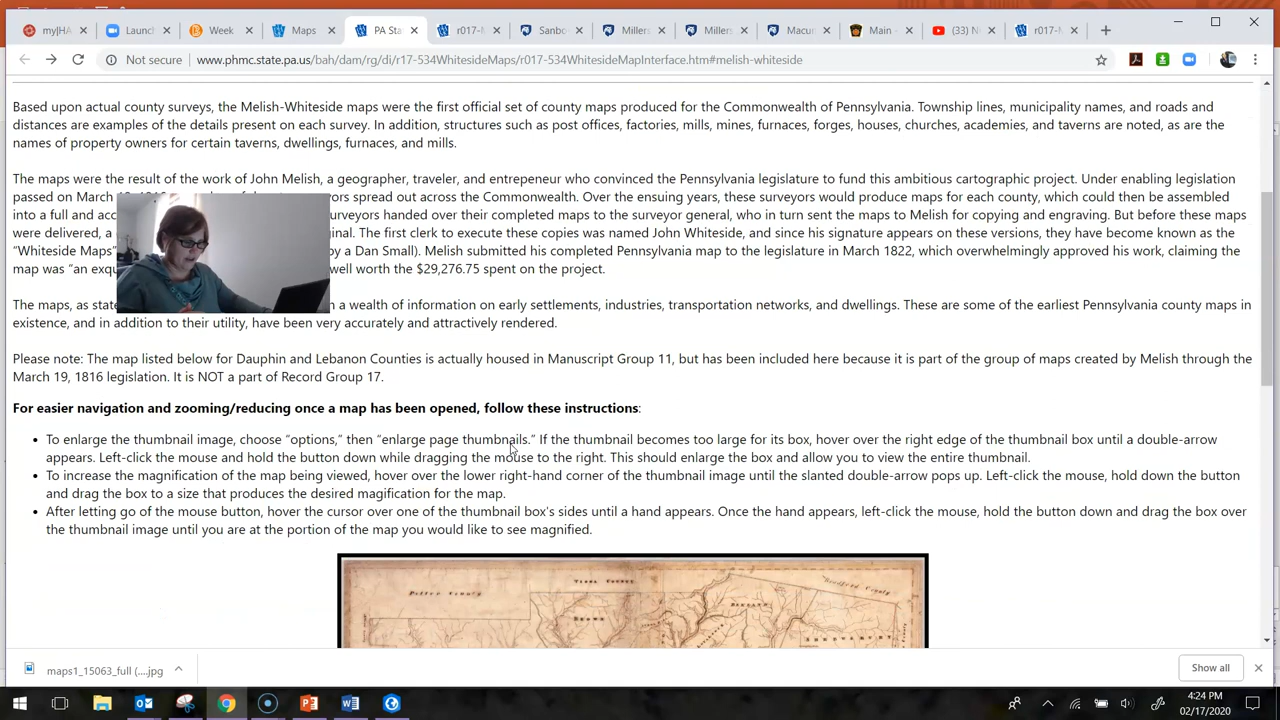 my|HA
Launch
Week
Maps
PA Sta
r017-M
Sanbo
Millers
Millers
Macun
Main -
(33) N
r017-M
Not secure
www.phmc.state.pa.us/bah/dam/rg/di/r17-534WhitesideMaps/r017-534WhitesideMapInterface.htm#melish-whiteside
Based upon actual county surveys, the Melish-Whiteside maps were the first official set of county maps produced for the Commonwealth of Pennsylvania. Township lines, municipality names, and roads and
distances are examples of the details present on each survey. In addition, structures such as post offices, factories, mills, mines, furnaces, forges, houses, churches, academies, and taverns are noted, as are the
names of property owners for certain taverns, dwellings, furnaces, and mills.
The maps were the result of the work of John Melish, a geographer, traveler, and entrepeneur who convinced the Pennsylvania legislature to fund this ambitious cartographic project. Under enabling legislation
passed on March ors spread out across the Commonwealth. Over the ensuing years, these surveyors would produce maps for each county, which could then be assembled
into a full and acc urveyors handed over their completed maps to the surveyor general, who in turn sent the maps to Melish for copying and engraving. But before these maps
were delivered, a iginal. The first clerk to execute these copies was named John Whiteside, and since his signature appears on these versions, they have become known as the
"Whiteside Maps" by a Dan Small). Melish submitted his completed Pennsylvania map to the legislature in March 1822, which overwhelmingly approved his work, claiming the
map was "an exqu well worth the $29,276.75 spent on the project.
The maps, as state n a wealth of information on early settlements, industries, transportation networks, and dwellings. These are some of the earliest Pennsylvania county maps in
existence, and in addition to their utility, have been very accurately and attractively rendered.
Please note: The map listed below for Dauphin and Lebanon Counties is actually housed in Manuscript Group 11, but has been included here because it is part of the group of maps created by Melish through the
March 19, 1816 legislation. It is NOT a part of Record Group 17.
For easier navigation and zooming/reducing once a map has been opened, follow these instructions:
• To enlarge the thumbnail image, choose "options," then "enlarge page thumbnails." If the thumbnail becomes too large for its box, hover over the right edge of the thumbnail box until a double-arrow
appears. Left-click the mouse and hold the button down while dragging the mouse to the right. This should enlarge the box and allow you to view the entire thumbnail.
• To increase the magnification of the map being viewed, hover over the lower right-hand corner of the thumbnail image until the slanted double-arrow pops up. Left-click the mouse, hold down the button
and drag the box to a size that produces the desired magification for the map.
• After letting go of the mouse button, hover the cursor over one of the thumbnail box's sides until a hand appears. Once the hand appears, left-click the mouse, hold the button down and drag the box over
the thumbnail image until you are at the portion of the map you would like to see magnified.
Tioga County
Potter County
Bradford County
Brown
maps1_15063_full (....jpg
Show all
4:24 PM
02/17/2020